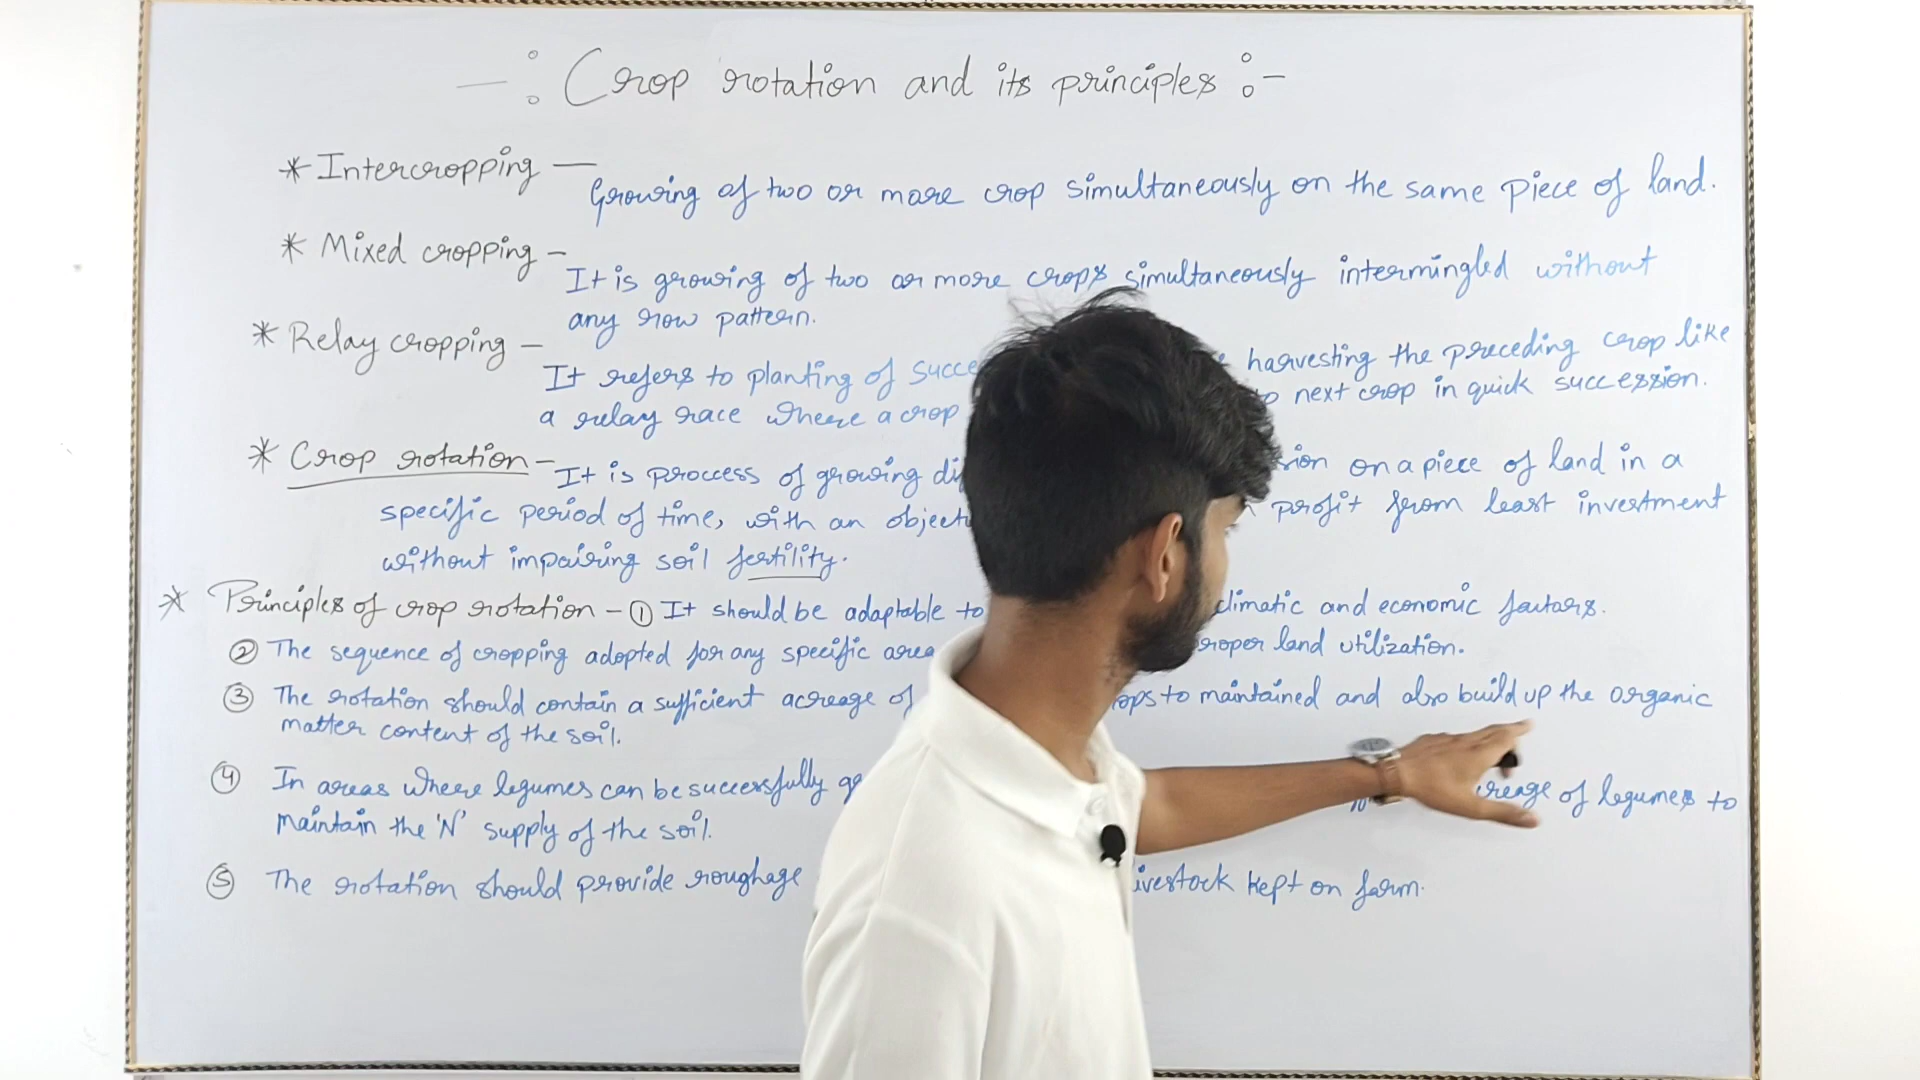 -: Crop rotation and its principles :-
* Intercropping — Growing of two or more crop simultaneously on the same piece of land.
* Mixed cropping - It is growing of two or more crops simultaneously intermingled without
any row pattern.
* Relay cropping - It refers to planting of harvesting the preceding crop like
a relay race where a crop next crop in quick succession.
* Crop rotation - It is process of growing on a piece of land in a
specific period of time, with an profit from least investment
without impairing soil fertility.
* Principles of crop rotation - ① It should be adaptable to climatic and economic factors.
② The sequence of cropping adopted for any specific area land utilization.
③ The rotation should contain a sufficient acreage of to maintained and also build up the organic
matter content of the soil.
④ In areas where legumes can be successfully of legumes to
maintain the 'N' supply of the soil.
⑤ The rotation should provide roughage kept on farm.